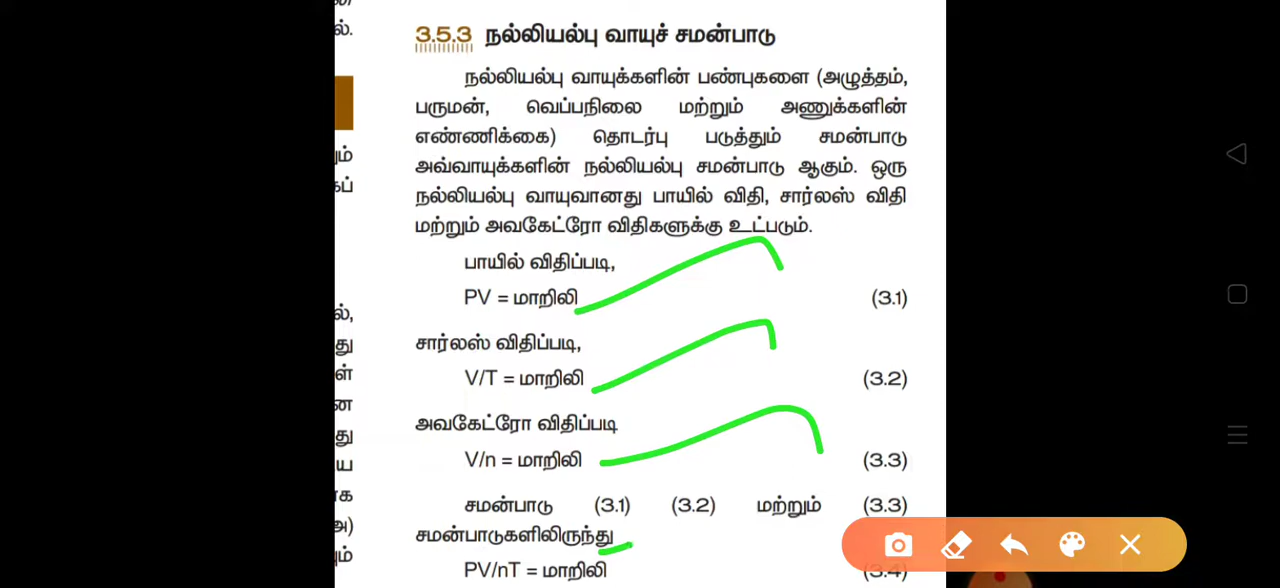 ல்.
3.5.3 நல்லியல்பு வாயுச் சமன்பாடு
நல்லியல்பு வாயுக்களின் பண்புகளை (அழுத்தம்,
பருமன், வெப்பநிலை மற்றும் அணுக்களின்
எண்ணிக்கை) தொடர்பு படுத்தும் சமன்பாடு
அவ்வாயுக்களின் நல்லியல்பு சமன்பாடு ஆகும். ஒரு
நல்லியல்பு வாயுவானது பாயில் விதி, சார்லஸ் விதி
மற்றும் அவகேட்ரோ விதிகளுக்கு உட்படும்.
பாயில் விதிப்படி,
PV = மாறிலி (3.1)
சார்லஸ் விதிப்படி,
V/T = மாறிலி (3.2)
அவகேட்ரோ விதிப்படி
V/n = மாறிலி (3.3)
சமன்பாடு (3.1) (3.2) மற்றும் (3.3)
சமன்பாடுகளிலிருந்து
PV/nT = மாறிலி (3.4)